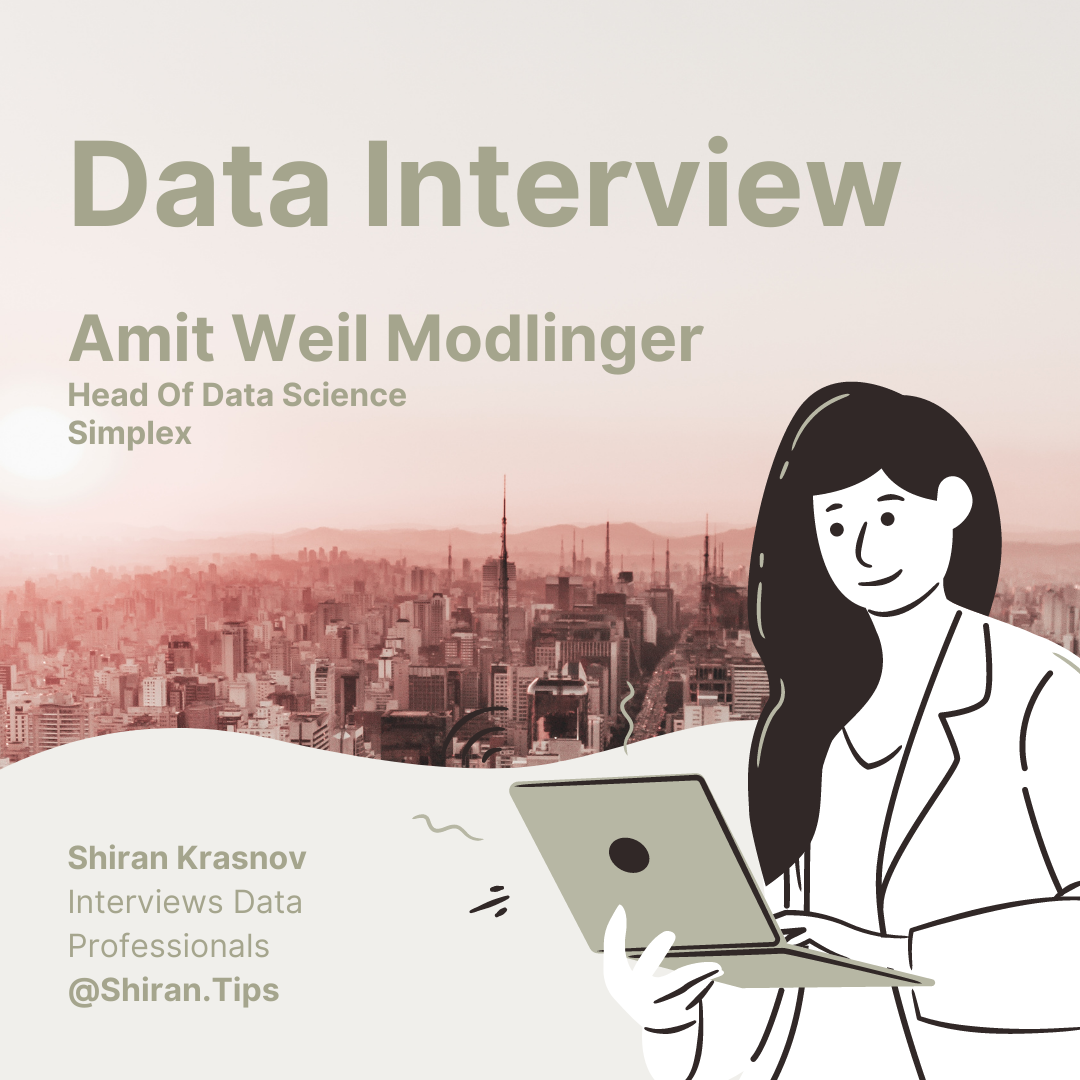 Data Interview
Amit Weil Modlinger
Head Of Data Science
Simplex
Shiran Krasnov
Interviews Data
Professionals
@Shiran.Tips